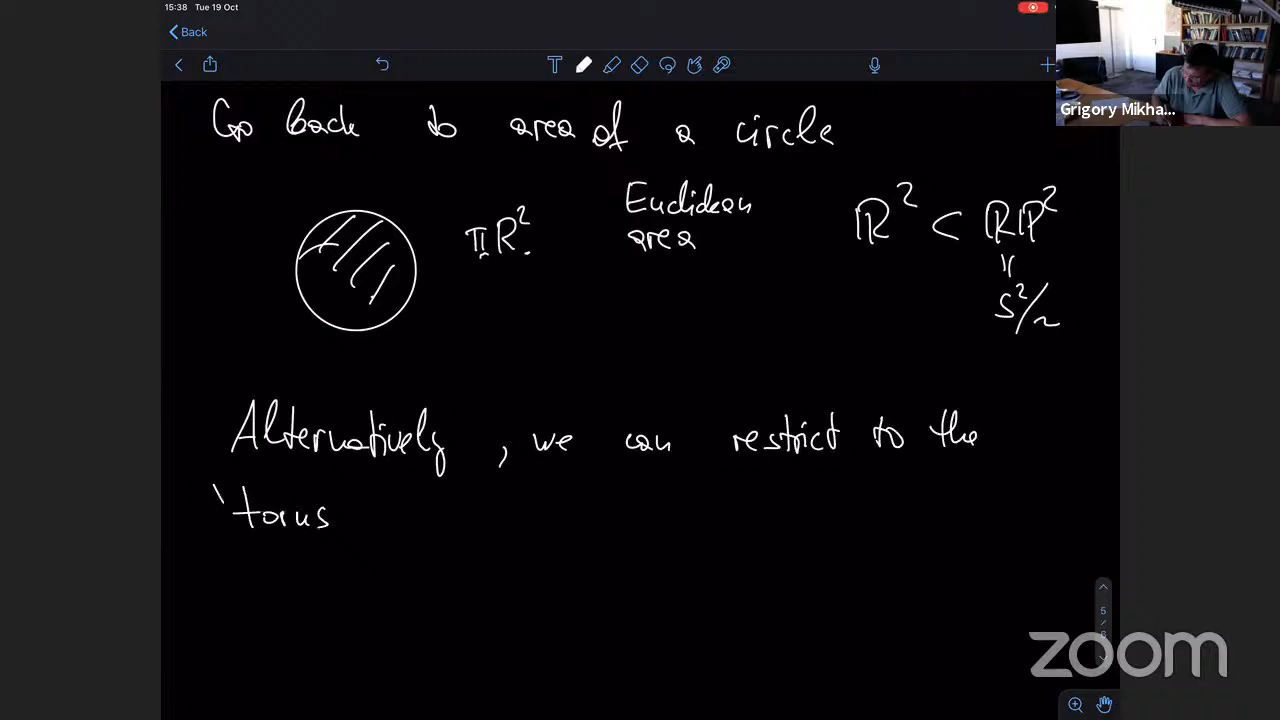 15:38 Tue 19 Oct
Back
Grigory Mikha...
Go back to area of a circle
πR² Euclidean area
ℝ² ⊂ ℝP²
=
S²/~
Alternatively, we can restrict to the
'torus
5
zoom